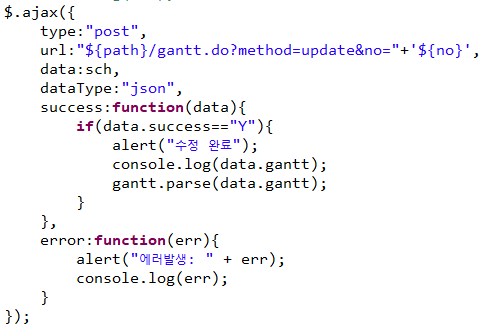 $.ajax({
    type:"post",
    url:"${path}/gantt.do?method=update&no="+'${no}',
    data:sch,
    dataType:"json",
    success:function(data){
        if(data.success=="Y"){
            alert("수정 완료");
            console.log(data.gantt);
            gantt.parse(data.gantt);
        }
    },
    error:function(err){
        alert("에러발생: " + err);
        console.log(err);
    }
});